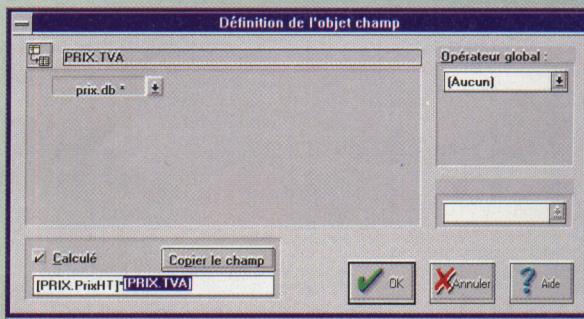 Définition de l'objet champ
PRIX.TVA
prix.db *
Opérateur global :
(Aucun)
Calculé
Copier le champ
[PRIX.PrixHT]*[PRIX.TVA]
OK
Annuler
Aide